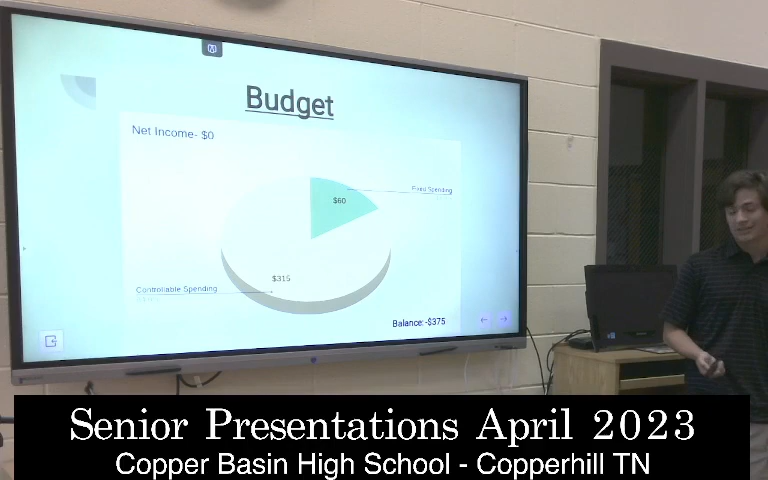 Budget
Net Income- $0
Fixed Spending
$60
$315
Controllable Spending
Balance: -$375
Senior Presentations April 2023
Copper Basin High School - Copperhill TN